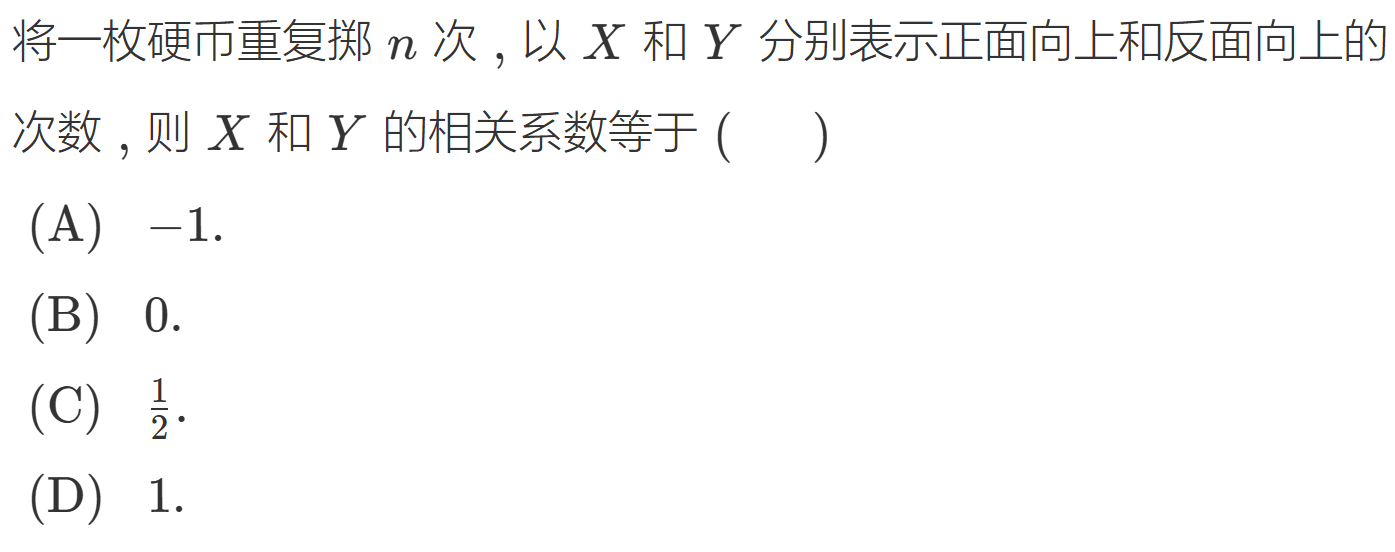 将一枚硬币重复掷 n 次 , 以 X 和 Y 分别表示正面向上和反面向上的
次数 , 则 X 和 Y 的相关系数等于 (    )
(A) −1.
(B) 0.
(C) $\frac{1}{2}$.
(D) 1.